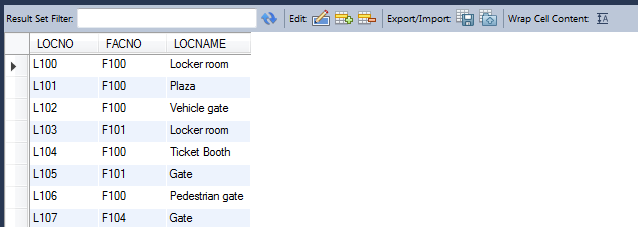 Result Set Filter: Edit: Export/Import: Wrap Cell Content:
LOCNO FACNO LOCNAME
L100 F100 Locker room
L101 F100 Plaza
L102 F100 Vehicle gate
L103 F101 Locker room
L104 F100 Ticket Booth
L105 F101 Gate
L106 F100 Pedestrian gate
L107 F104 Gate